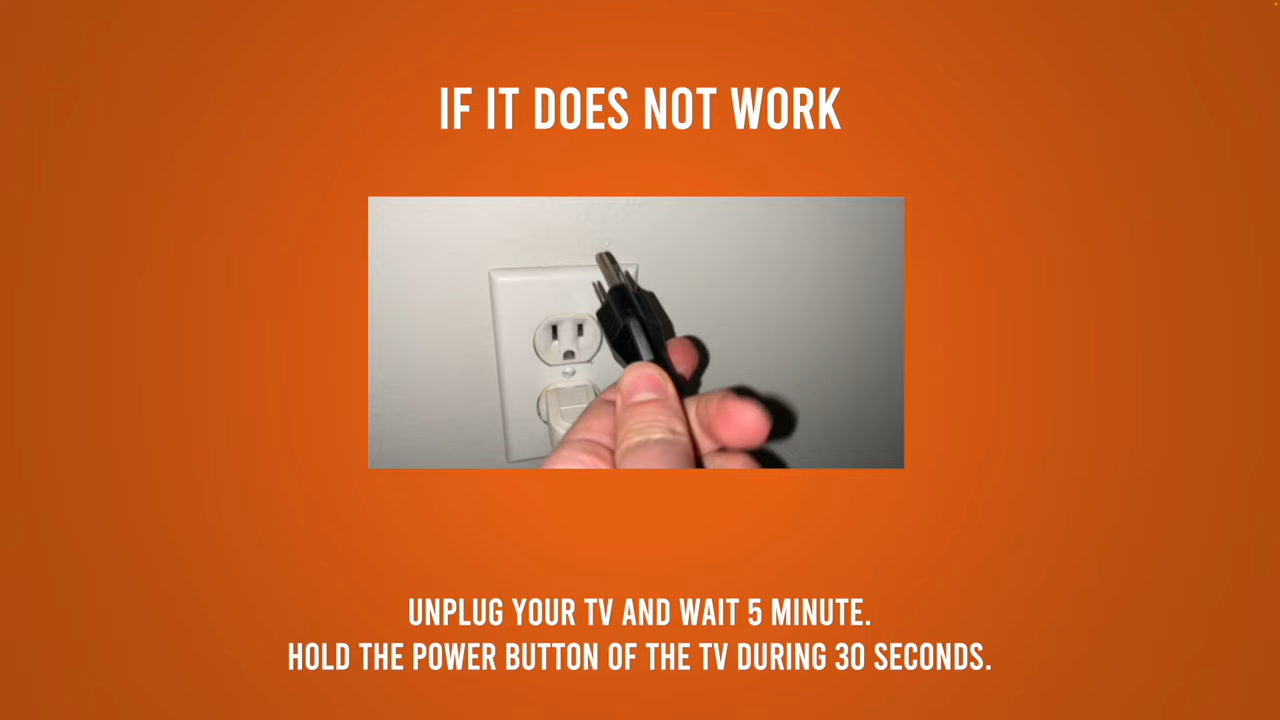 IF IT DOES NOT WORK
UNPLUG YOUR TV AND WAIT 5 MINUTE.
HOLD THE POWER BUTTON OF THE TV DURING 30 SECONDS.